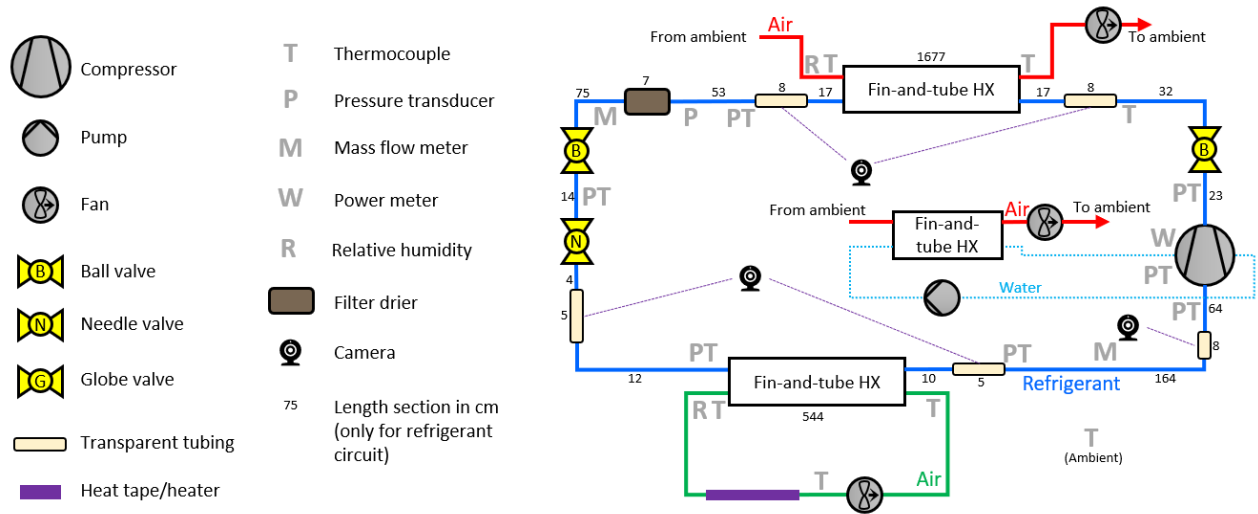 Compressor
Pump
Fan
B
Ball valve
N
Needle valve
G
Globe valve
Transparent tubing
Heat tape/heater
T
Thermocouple
P
Pressure transducer
M
Mass flow meter
W
Power meter
R
Relative humidity
Filter drier
Camera
75
Length section in cm
(only for refrigerant
circuit)
From ambient
Air
To ambient
R T
1677
T
Fin-and-tube HX
75
7
53
8
17
17
8
32
M
P
PT
T
B
B
14
PT
PT
23
From ambient
Air
To ambient
Fin-and-
tube HX
N
W
PT
4
Water
5
PT
64
8
PT
PT
M
12
Fin-and-tube HX
10
5
Refrigerant
164
R T
544
T
T
(Ambient)
T
Air